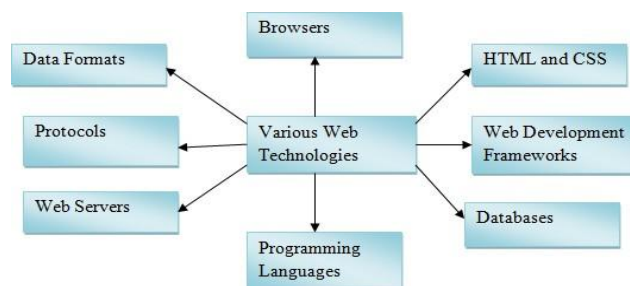 Browsers
Data Formats
HTML and CSS
Protocols
Various Web
Technologies
Web Development
Frameworks
Web Servers
Databases
Programming
Languages